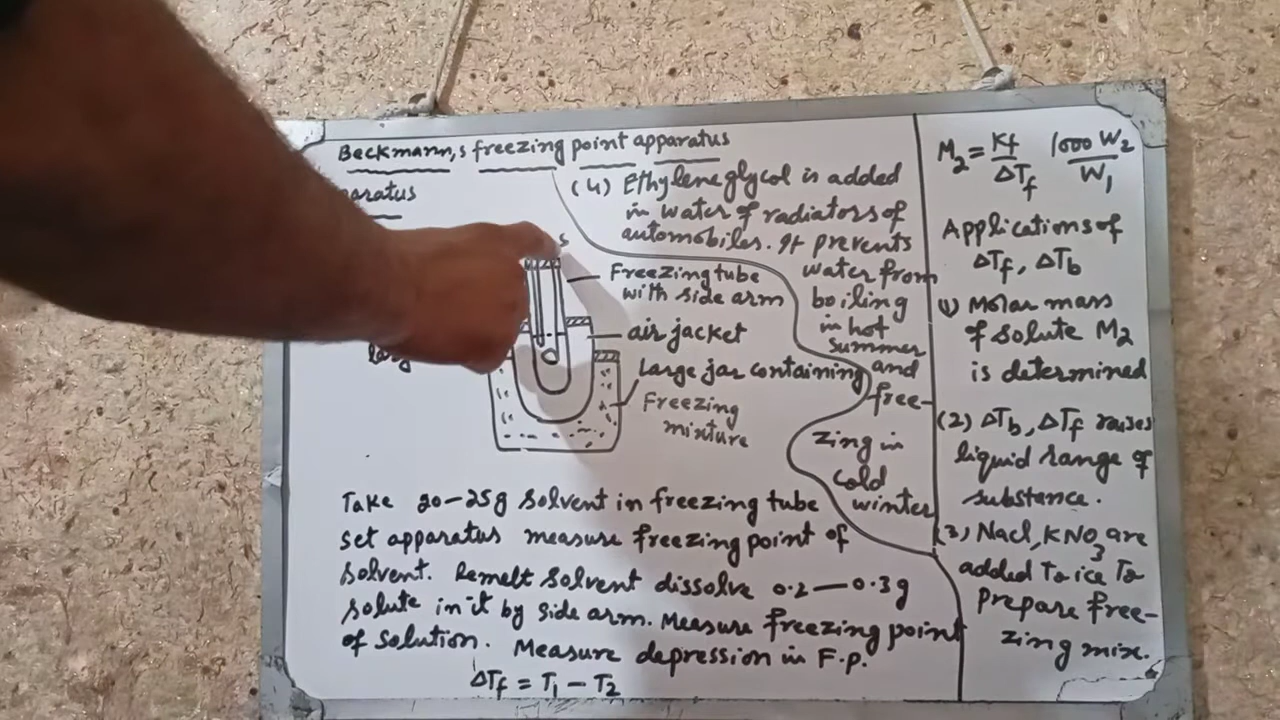 Beckmann,s freezing point apparatus
paratus
s
Freezing tube
with side arm
air jacket
Large jar containing
Freezing
mixture
(4) Ethylene glycol is added
in water of radiators of
automobiles. It prevents
water from
boiling
in hot
summer
and
free-
zing in
cold
winter
Take 20-25g solvent in freezing tube
set apparatus measure freezing point of
solvent. Remelt solvent dissolve 0.2—0.3g
solute in it by side arm. Measure freezing point
of solution. Measure depression in F.p.
ΔTf = T1 - T2
M2 = Kf/ΔTf 1000 W2/W1
Applications of
ΔTf, ΔTb
(1) Molar mass
of solute M2
is determined
(2) ΔTb, ΔTf raises
liquid range of
substance.
(3) Nacl, KNO3 are
added To ice To
prepare free-
zing mix.